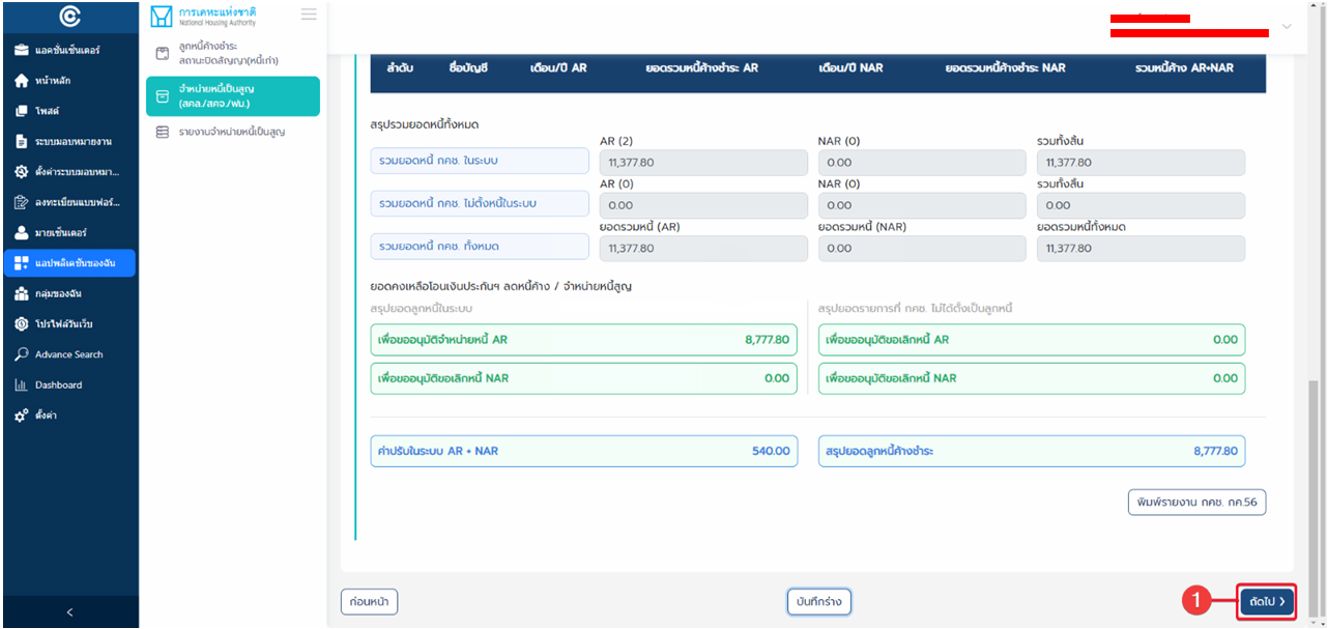 การเคหะแห่งชาติ
National Housing Authority
แอคชั่นเซ็นเตอร์
หน้าหลัก
โพสต์
ระบบมอบหมายงาน
ตั้งค่าระบบมอบหมา...
ลงทะเบียนแบบฟอร์...
มายเซ็นเตอร์
แอปพลิเคชันของฉัน
กลุ่มของฉัน
โปรไฟล์วันเว็บ
Advance Search
Dashboard
ตั้งค่า
<
ลูกหนี้ค้างชำระ
สถานะปิดสัญญา(หนี้เก่า)
จำหน่ายหนี้เป็นสูญ
(สคส./สคจ./ฟม.)
รายงานจำหน่ายหนี้เป็นสูญ
ลำดับ ชื่อบัญชี เดือน/ปี AR ยอดรวมหนี้ค้างชำระ AR เดือน/ปี NAR ยอดรวมหนี้ค้างชำระ NAR รวมหนี้ค้าง AR+NAR
สรุปรวมยอดหนี้ทั้งหมด
AR (2) NAR (0) รวมทั้งสิ้น
รวมยอดหนี้ กคช. ในระบบ 11,377.80 0.00 11,377.80
AR (0) NAR (0) รวมทั้งสิ้น
รวมยอดหนี้ กคช. ไม่ตั้งหนี้ในระบบ 0.00 0.00 0.00
ยอดรวมหนี้ (AR) ยอดรวมหนี้ (NAR) ยอดรวมหนี้ทั้งหมด
รวมยอดหนี้ กคช. ทั้งหมด 11,377.80 0.00 11,377.80
ยอดคงเหลือโอนเงินประกันฯ ลดหนี้ค้าง / จำหน่ายหนี้สูญ
สรุปยอดลูกหนี้ในระบบ สรุปยอดรายการที่ กคช. ไม่ได้ตั้งเป็นลูกหนี้
เพื่อขออนุมัติจำหน่ายหนี้ AR 8,777.80 เพื่อขออนุมัติขอเลิกหนี้ AR 0.00
เพื่อขออนุมัติขอเลิกหนี้ NAR 0.00 เพื่อขออนุมัติขอเลิกหนี้ NAR 0.00
ค่าปรับในระบบ AR + NAR 540.00 สรุปยอดลูกหนี้ค้างชำระ 8,777.80
พิมพ์รายงาน กคช. กค.56
ก่อนหน้า บันทึกร่าง 1 ถัดไป >